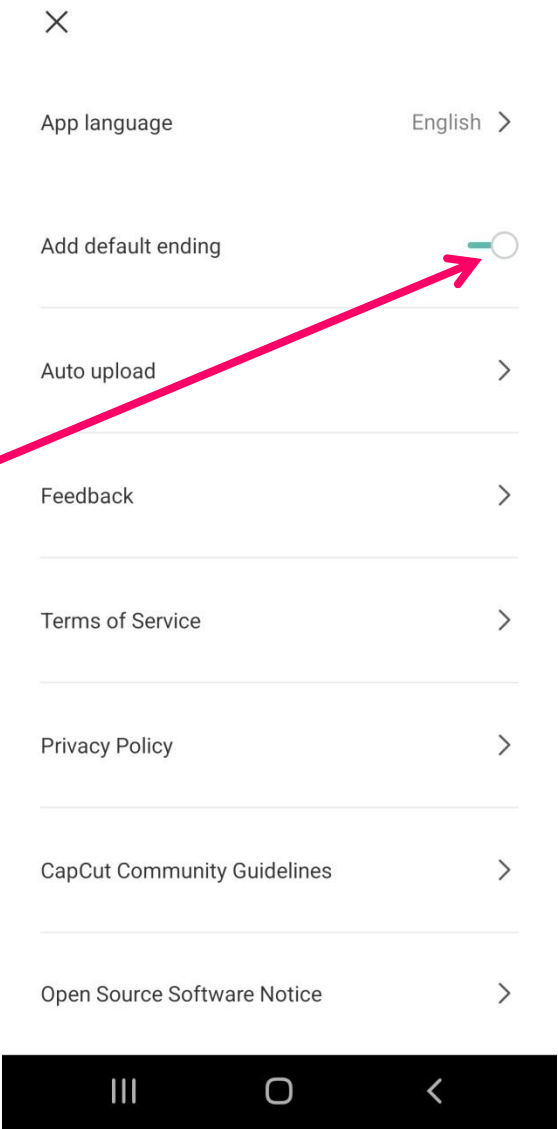 App language English
Add default ending
Auto upload
Feedback
Terms of Service
Privacy Policy
CapCut Community Guidelines
Open Source Software Notice